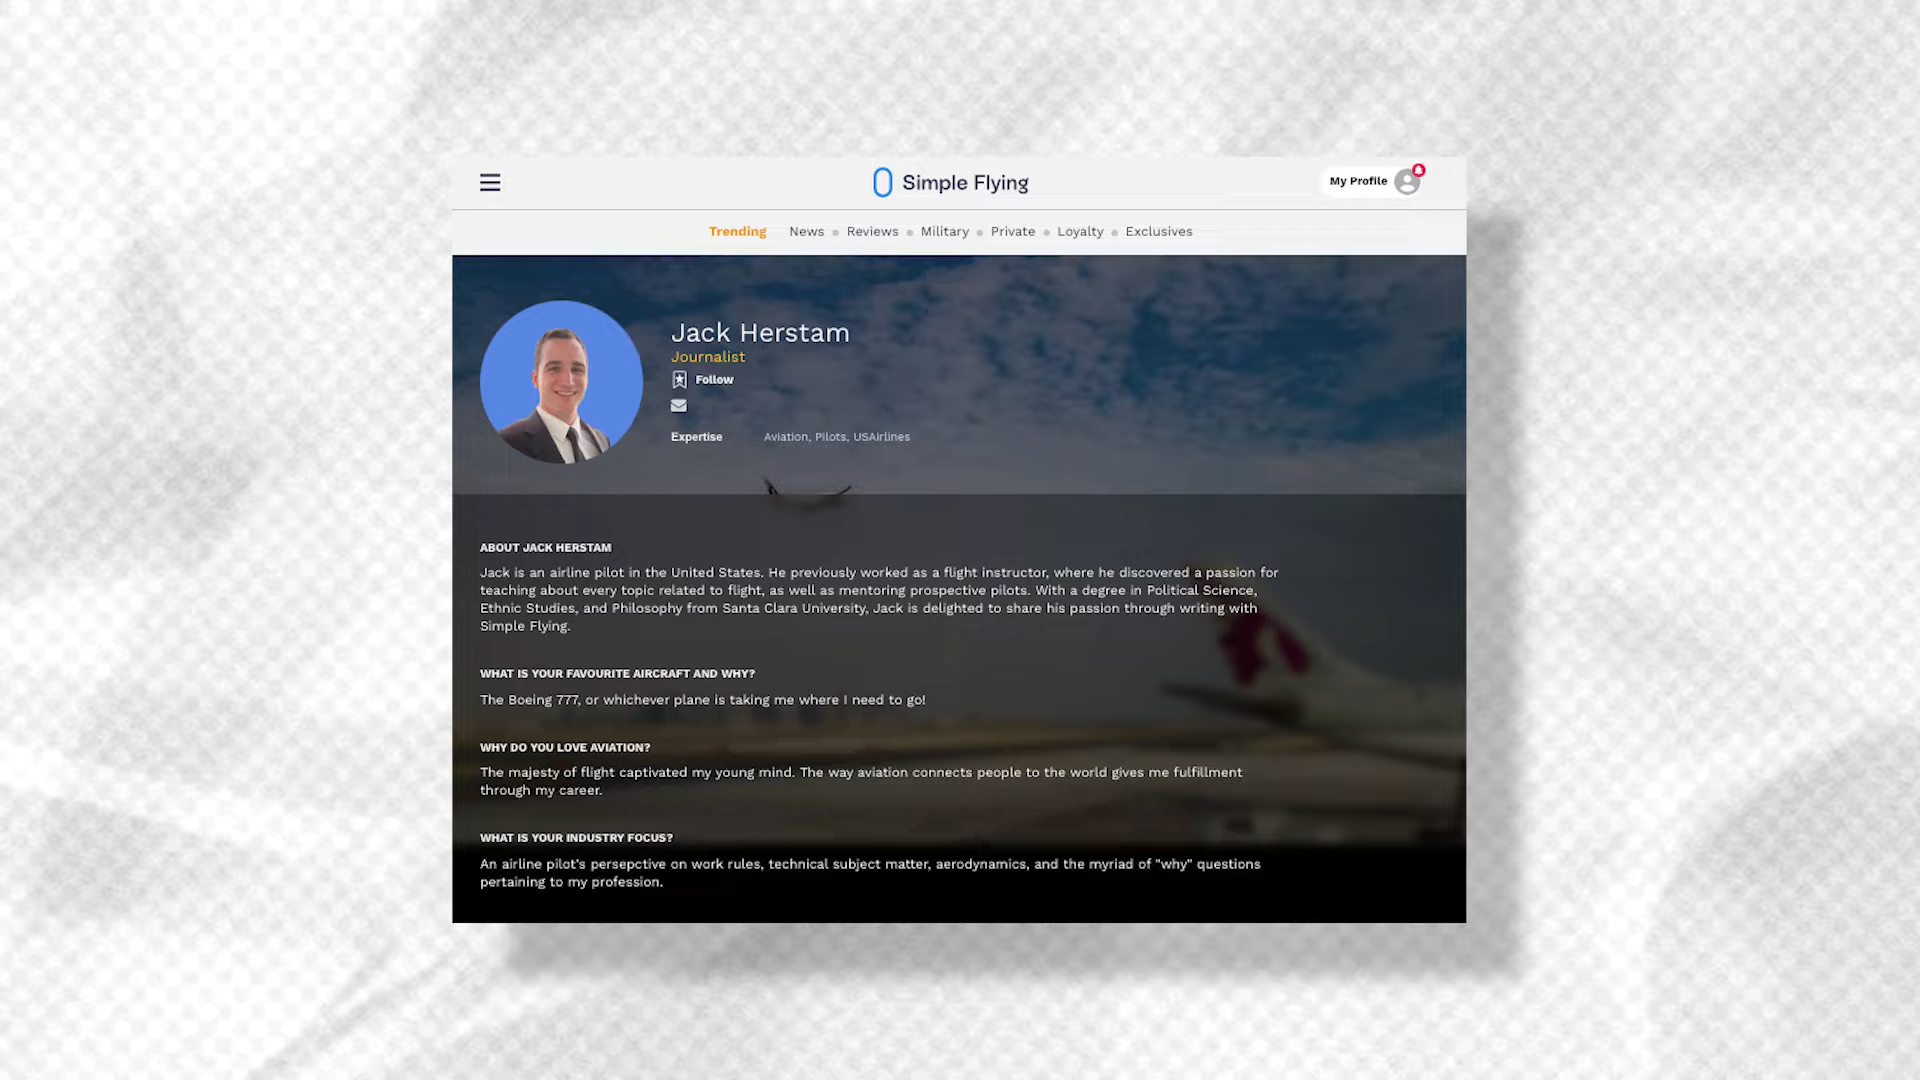 Simple Flying
My Profile
Trending News Reviews Military Private Loyalty Exclusives
Jack Herstam
Journalist
Follow
Expertise Aviation, Pilots, USAirlines
ABOUT JACK HERSTAM
Jack is an airline pilot in the United States. He previously worked as a flight instructor, where he discovered a passion for
teaching about every topic related to flight, as well as mentoring prospective pilots. With a degree in Political Science,
Ethnic Studies, and Philosophy from Santa Clara University, Jack is delighted to share his passion through writing with
Simple Flying.
WHAT IS YOUR FAVOURITE AIRCRAFT AND WHY?
The Boeing 777, or whichever plane is taking me where I need to go!
WHY DO YOU LOVE AVIATION?
The majesty of flight captivated my young mind. The way aviation connects people to the world gives me fulfillment
through my career.
WHAT IS YOUR INDUSTRY FOCUS?
An airline pilot's persepctive on work rules, technical subject matter, aerodynamics, and the myriad of "why" questions
pertaining to my profession.